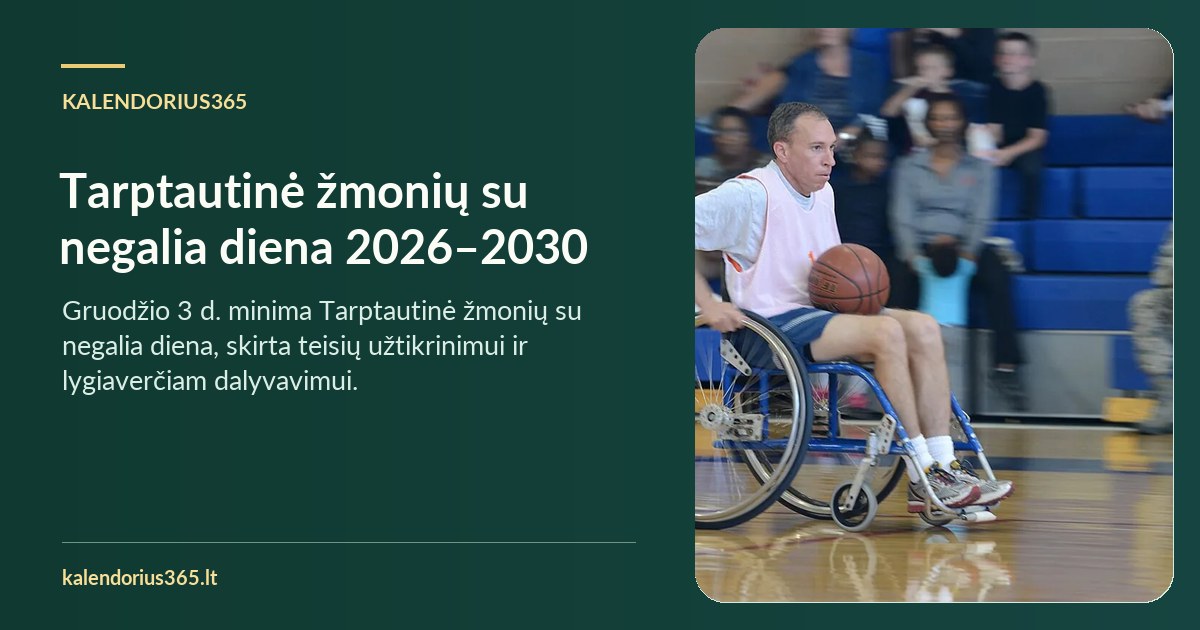 KALENDORIUS365
Tarptautinė žmonių su
negalia diena 2026–2030
Gruodžio 3 d. minima Tarptautinė žmonių su
negalia diena, skirta teisių užtikrinimui ir
lygiaverčiam dalyvavimui.
kalendorius365.lt